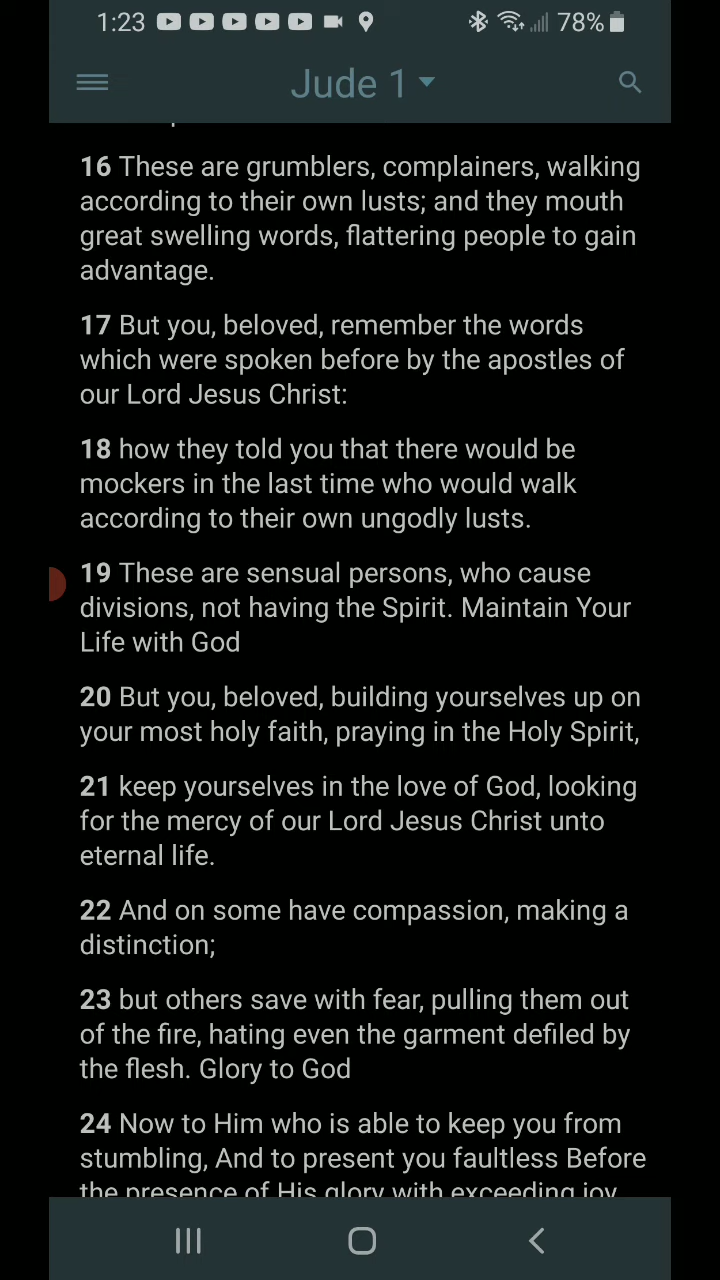 1:23 78%
Jude 1
16 These are grumblers, complainers, walking
according to their own lusts; and they mouth
great swelling words, flattering people to gain
advantage.
17 But you, beloved, remember the words
which were spoken before by the apostles of
our Lord Jesus Christ:
18 how they told you that there would be
mockers in the last time who would walk
according to their own ungodly lusts.
19 These are sensual persons, who cause
divisions, not having the Spirit. Maintain Your
Life with God
20 But you, beloved, building yourselves up on
your most holy faith, praying in the Holy Spirit,
21 keep yourselves in the love of God, looking
for the mercy of our Lord Jesus Christ unto
eternal life.
22 And on some have compassion, making a
distinction;
23 but others save with fear, pulling them out
of the fire, hating even the garment defiled by
the flesh. Glory to God
24 Now to Him who is able to keep you from
stumbling, And to present you faultless Before
the presence of His glory with exceeding joy